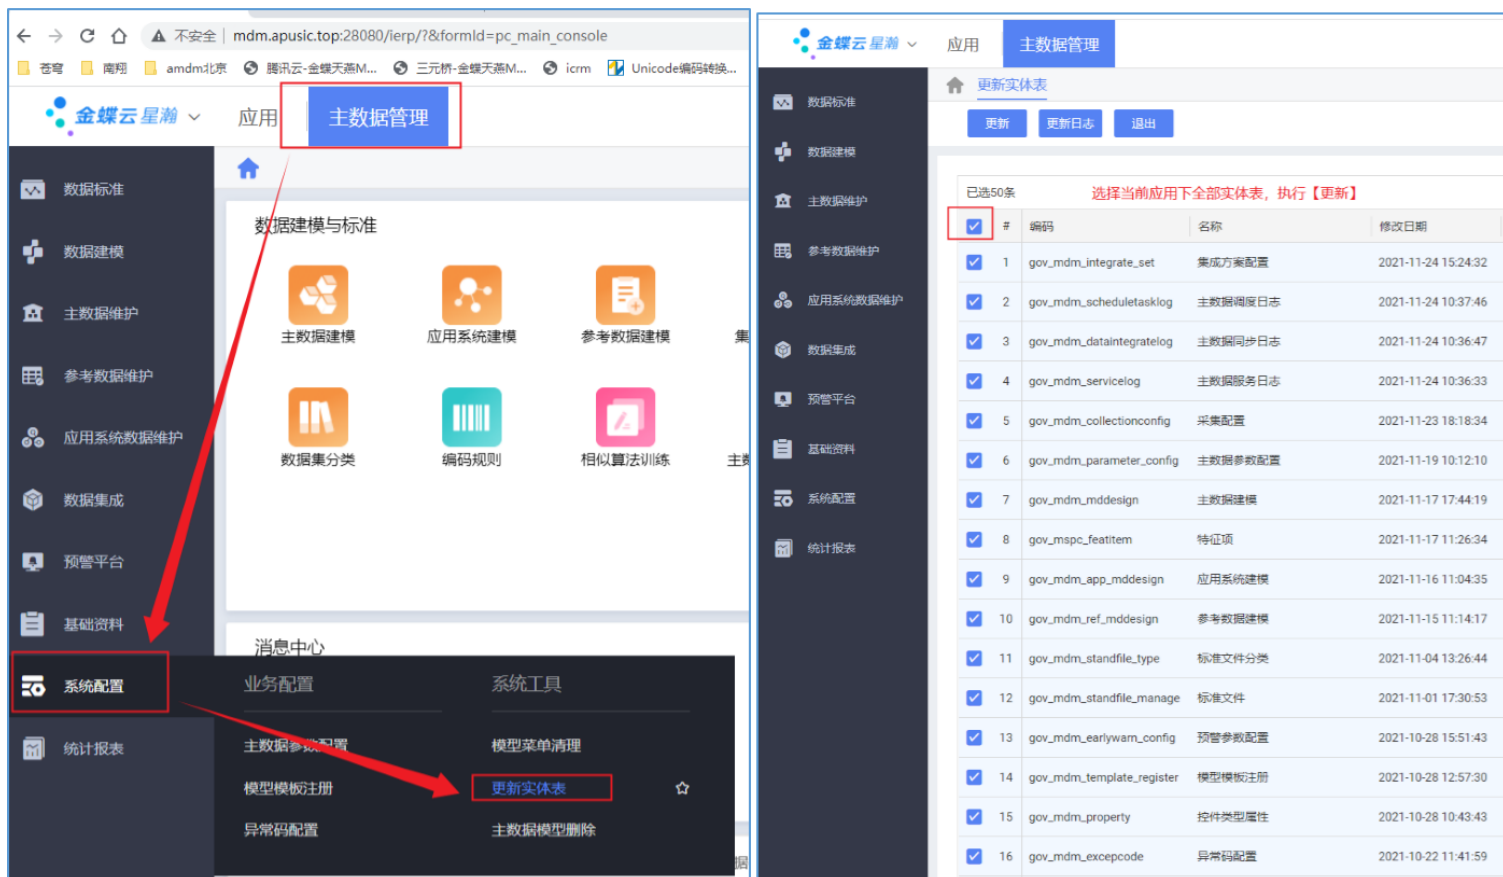 不安全 | mdm.apusic.top:28080/ierp/?&formId=pc_main_console
苍穹 南翔 amdm北京 腾讯云-金蝶天燕M... 三元桥-金蝶天燕M... icrm Unicode编码转换...
金蝶云 星瀚 应用 主数据管理
数据标准
数据建模
主数据维护
参考数据维护
应用系统数据维护
数据集成
预警平台
基础资料
系统配置
统计报表
数据建模与标准
主数据建模 应用系统建模 参考数据建模 集
数据集分类 编码规则 相似算法训练 主数
消息中心
业务配置 系统工具
主数据参数配置 模型菜单清理
模型模板注册 更新实体表
异常码配置 主数据模型删除
据
金蝶云 星瀚 应用 主数据管理
更新实体表
更新 更新日志 退出
数据标准
数据建模
主数据维护
参考数据维护
应用系统数据维护
数据集成
预警平台
基础资料
系统配置
统计报表
已选50条 选择当前应用下全部实体表，执行【更新】
# 编码 名称 修改日期
1 gov_mdm_integrate_set 集成方案配置 2021-11-24 15:24:32
2 gov_mdm_scheduletasklog 主数据调度日志 2021-11-24 10:37:46
3 gov_mdm_dataintegratelog 主数据同步日志 2021-11-24 10:36:47
4 gov_mdm_servicelog 主数据服务日志 2021-11-24 10:36:33
5 gov_mdm_collectionconfig 采集配置 2021-11-23 18:18:34
6 gov_mdm_parameter_config 主数据参数配置 2021-11-19 10:12:10
7 gov_mdm_mddesign 主数据建模 2021-11-17 17:44:19
8 gov_mspc_featitem 特征项 2021-11-17 11:26:34
9 gov_mdm_app_mddesign 应用系统建模 2021-11-16 11:04:35
10 gov_mdm_ref_mddesign 参考数据建模 2021-11-15 11:14:17
11 gov_mdm_standfile_type 标准文件分类 2021-11-04 13:26:44
12 gov_mdm_standfile_manage 标准文件 2021-11-01 17:30:53
13 gov_mdm_earlywarn_config 预警参数配置 2021-10-28 15:51:43
14 gov_mdm_template_register 模型模板注册 2021-10-28 12:57:30
15 gov_mdm_property 控件类型属性 2021-10-28 10:43:43
16 gov_mdm_excepcode 异常码配置 2021-10-22 11:41:59